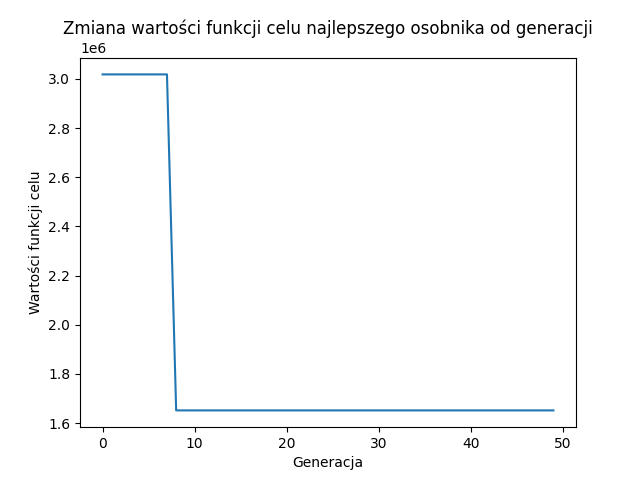 Zmiana wartości funkcji celu najlepszego osobnika od generacji
1e6
3.0
2.8
2.6
2.4
2.2
2.0
1.8
1.6
Wartości funkcji celu
0 10 20 30 40 50
Generacja